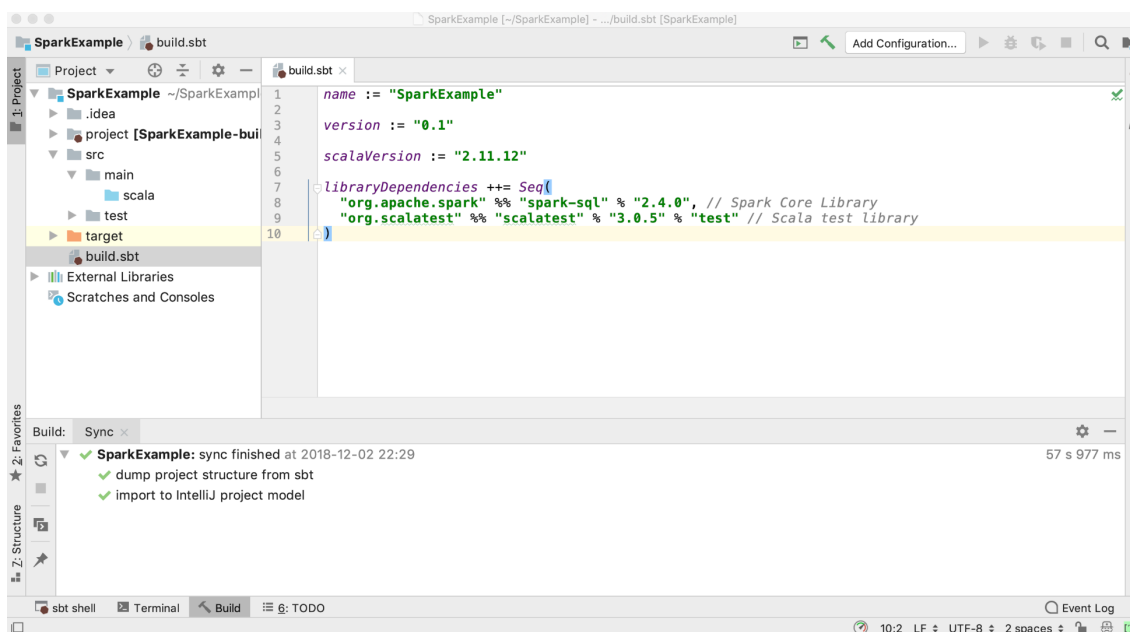 SparkExample [~/SparkExample] - .../build.sbt [SparkExample]
SparkExample build.sbt
Add Configuration...
1: Project
Project
build.sbt
SparkExample ~/SparkExampl
.idea
project [SparkExample-buil
src
main
scala
test
target
build.sbt
External Libraries
Scratches and Consoles
1 name := "SparkExample"
2
3 version := "0.1"
4
5 scalaVersion := "2.11.12"
6
7 libraryDependencies ++= Seq(
8 "org.apache.spark" %% "spark-sql" % "2.4.0", // Spark Core Library
9 "org.scalatest" %% "scalatest" % "3.0.5" % "test" // Scala test library
10 )
2: Favorites
Z: Structure
Build: Sync
SparkExample: sync finished at 2018-12-02 22:29 57 s 977 ms
dump project structure from sbt
import to IntelliJ project model
sbt shell Terminal Build 6: TODO Event Log
10:2 LF UTF-8 2 spaces